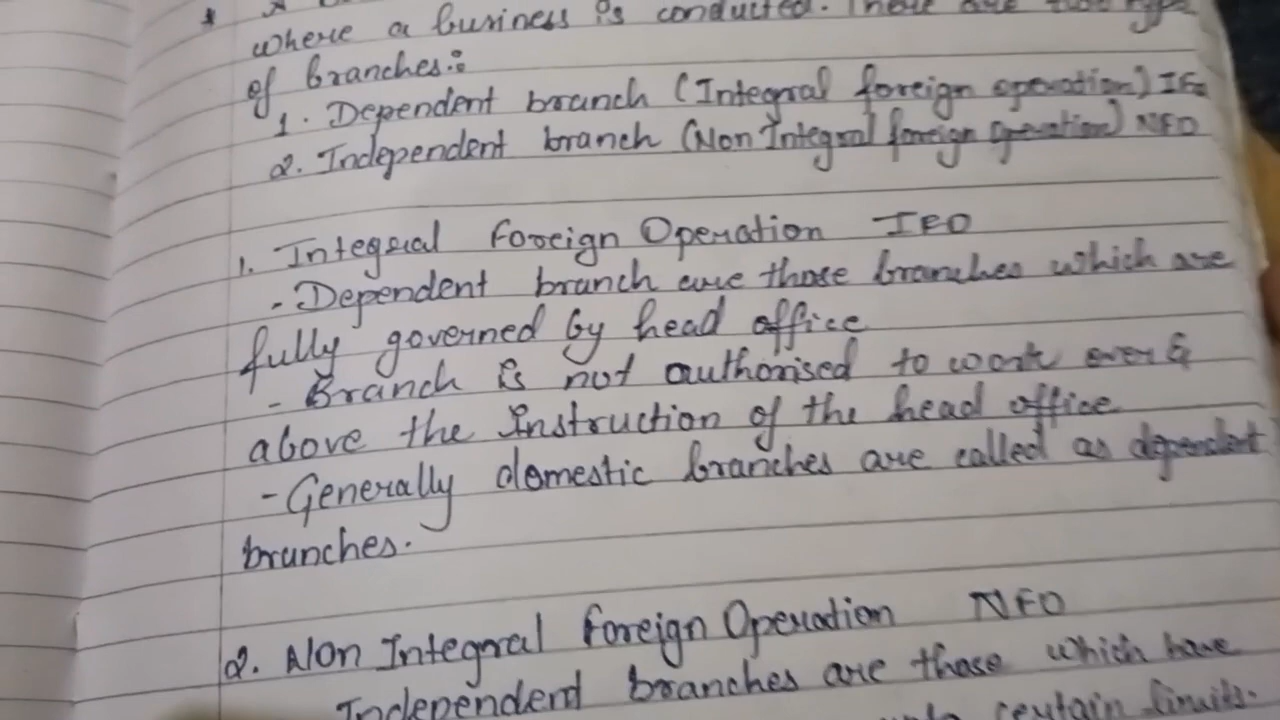 * A
where a business is conducted. There are two type
of branches:
1. Dependent branch (Integral foreign operation) IFO
2. Independent branch (Non Integral foreign operation) NFO
1. Integral Foreign Operation IFO
- Dependent branch are those branches which are
fully governed by head office
- Branch is not authorised to work over &
above the Instruction of the head office
- Generally domestic branches are called as dependent
branches.
2. Non Integral Foreign Operation NFO
Independent branches are those which have
certain limits.